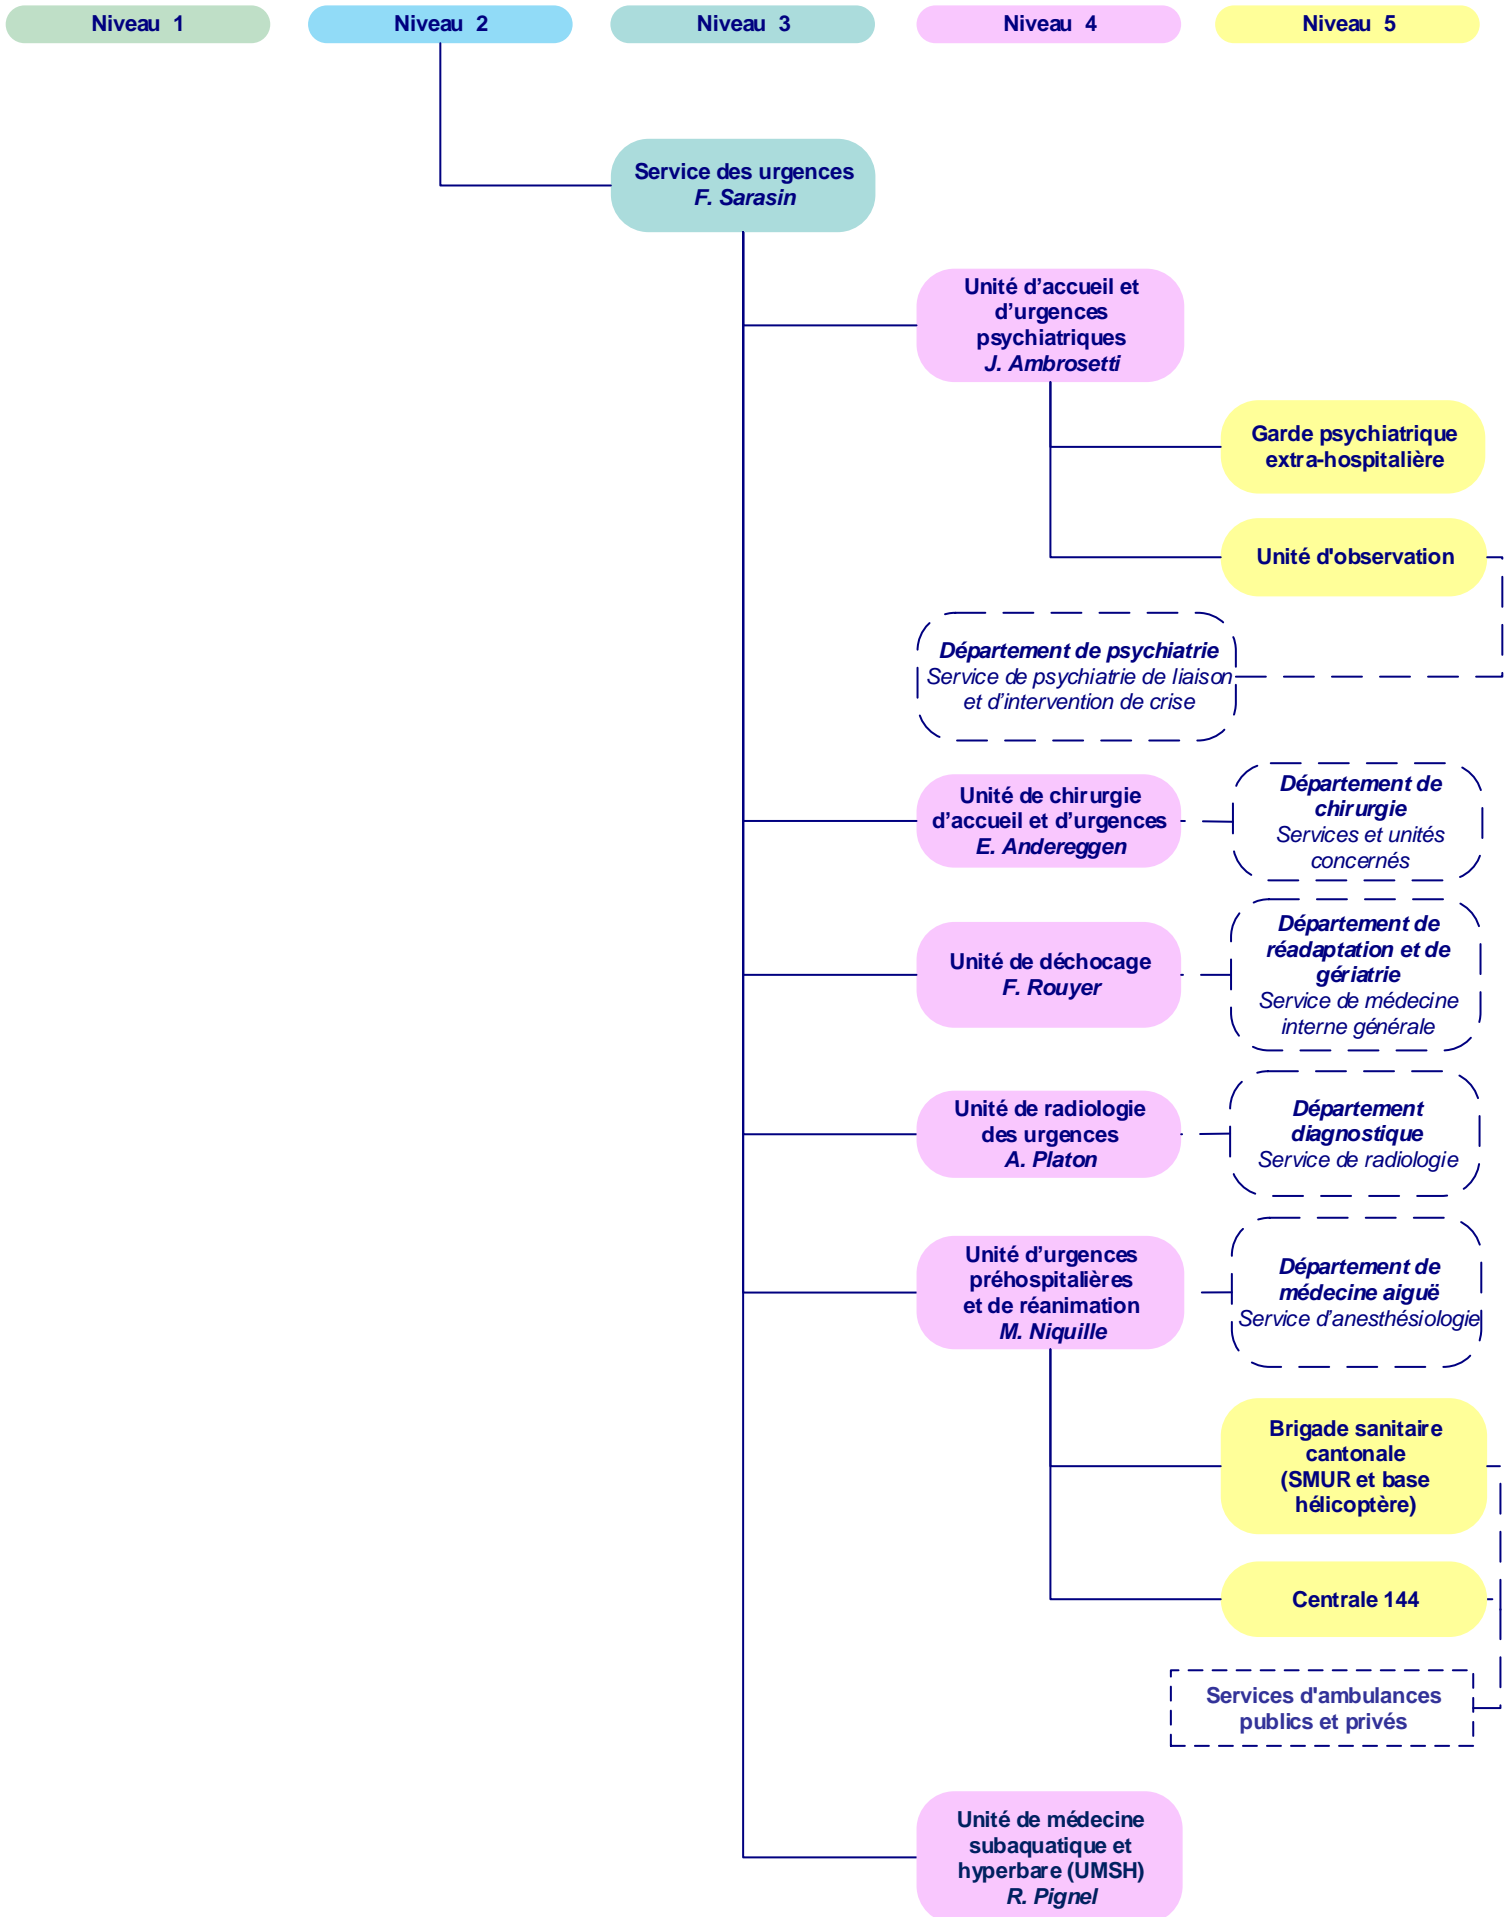 Niveau 1
Niveau 2
Niveau 3
Niveau 4
Niveau 5
Service des urgences
F. Sarasin
Unité d’accueil et
d’urgences
psychiatriques
J. Ambrosetti
Garde psychiatrique
extra-hospitalière
Unité d'observation
Département de psychiatrie
Service de psychiatrie de liaison
et d’intervention de crise
Unité de chirurgie
d’accueil et d’urgences
E. Andereggen
Département de
chirurgie
Services et unités
concernés
Unité de déchocage
F. Rouyer
Département de
réadaptation et de
gériatrie
Service de médecine
interne générale
Unité de radiologie
des urgences
A. Platon
Département
diagnostique
Service de radiologie
Unité d’urgences
préhospitalières
et de réanimation
M. Niquille
Département de
médecine aiguë
Service d’anesthésiologie
Brigade sanitaire
cantonale
(SMUR et base
hélicoptère)
Centrale 144
Services d'ambulances
publics et privés
Unité de médecine
subaquatique et
hyperbare (UMSH)
R. Pignel